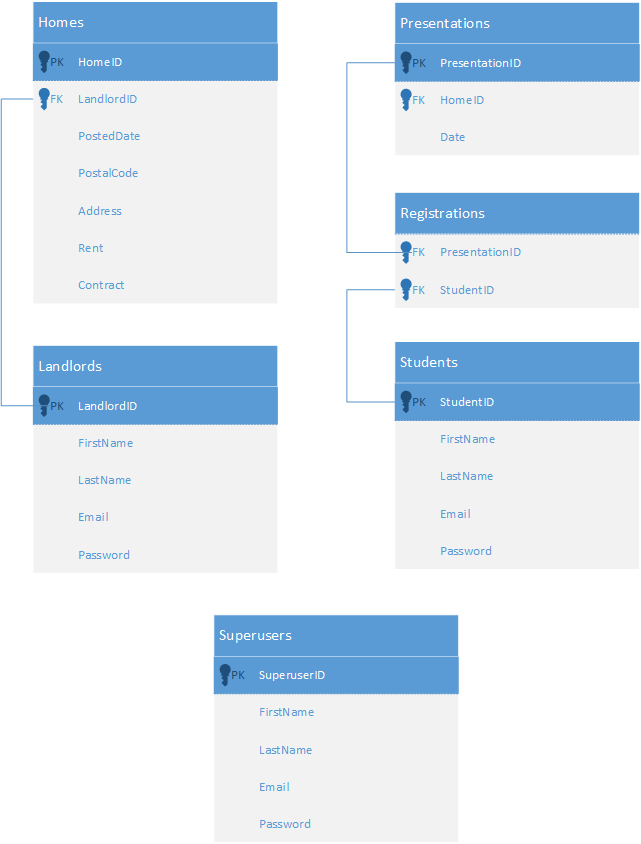 Homes
PK HomeID
FK LandlordID
PostedDate
PostalCode
Address
Rent
Contract
Landlords
PK LandlordID
FirstName
LastName
Email
Password
Presentations
PK PresentationID
FK HomeID
Date
Registrations
FK PresentationID
FK StudentID
Students
PK StudentID
FirstName
LastName
Email
Password
Superusers
PK SuperuserID
FirstName
LastName
Email
Password